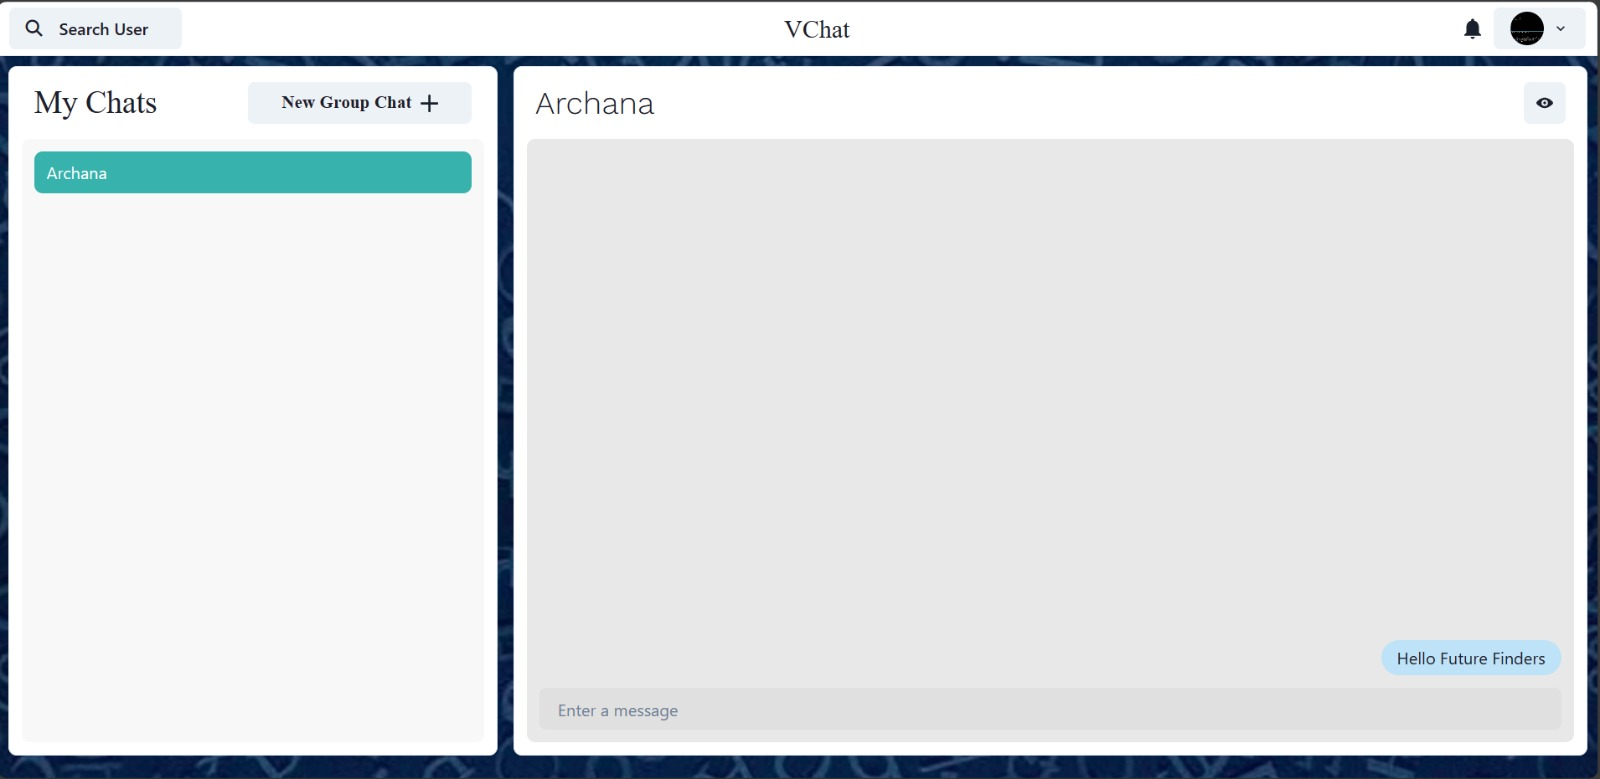 Search User
VChat
My Chats
New Group Chat +
Archana
Archana
Hello Future Finders
Enter a message